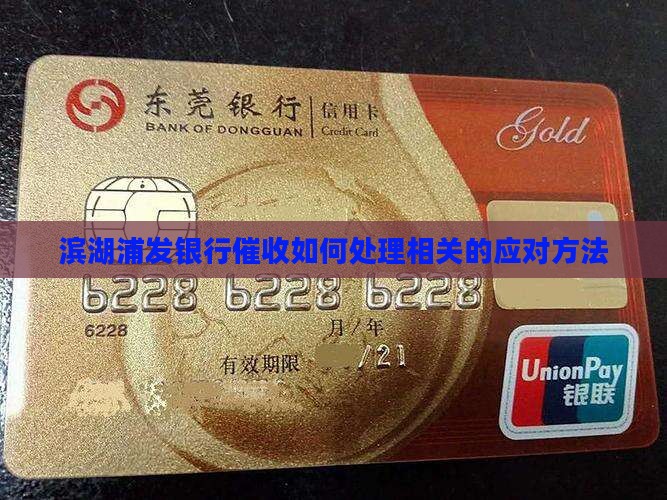 东莞银行 信用卡
BANK OF DONGGUAN Credit Card
Gold
滨湖浦发银行催收如何处理相关的应对方法
6228 6228 6228
6228
月/年
有效期限 /21
UnionPay
银联